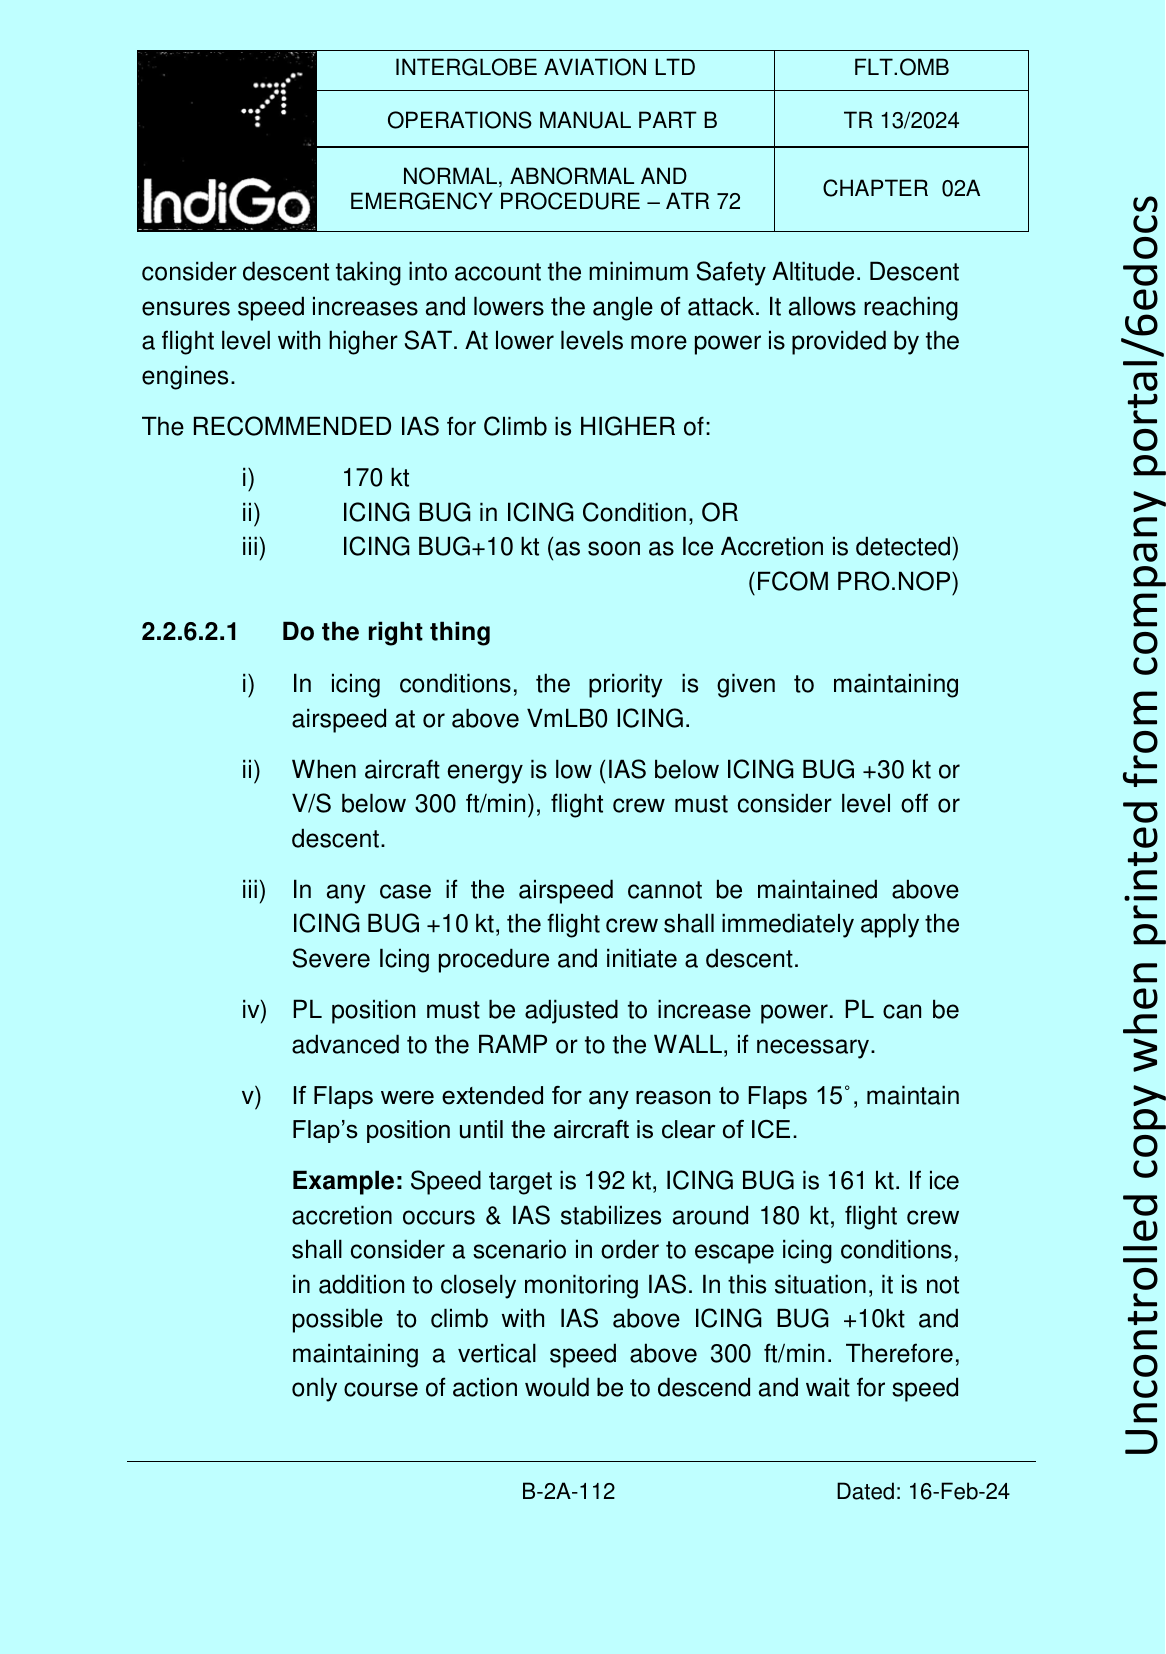 IndiGo
INTERGLOBE AVIATION LTD
FLT.OMB
OPERATIONS MANUAL PART B
TR 13/2024
NORMAL, ABNORMAL AND
EMERGENCY PROCEDURE – ATR 72
CHAPTER 02A
consider descent taking into account the minimum Safety Altitude. Descent
ensures speed increases and lowers the angle of attack. It allows reaching
a flight level with higher SAT. At lower levels more power is provided by the
engines.
The RECOMMENDED IAS for Climb is HIGHER of:
i) 170 kt
ii) ICING BUG in ICING Condition, OR
iii) ICING BUG+10 kt (as soon as Ice Accretion is detected)
(FCOM PRO.NOP)
2.2.6.2.1 Do the right thing
i) In icing conditions, the priority is given to maintaining
airspeed at or above VmLB0 ICING.
ii) When aircraft energy is low (IAS below ICING BUG +30 kt or
V/S below 300 ft/min), flight crew must consider level off or
descent.
iii) In any case if the airspeed cannot be maintained above
ICING BUG +10 kt, the flight crew shall immediately apply the
Severe Icing procedure and initiate a descent.
iv) PL position must be adjusted to increase power. PL can be
advanced to the RAMP or to the WALL, if necessary.
v) If Flaps were extended for any reason to Flaps 15˚, maintain
Flap’s position until the aircraft is clear of ICE.
Example: Speed target is 192 kt, ICING BUG is 161 kt. If ice
accretion occurs & IAS stabilizes around 180 kt, flight crew
shall consider a scenario in order to escape icing conditions,
in addition to closely monitoring IAS. In this situation, it is not
possible to climb with IAS above ICING BUG +10kt and
maintaining a vertical speed above 300 ft/min. Therefore,
only course of action would be to descend and wait for speed
B-2A-112
Dated: 16-Feb-24
Uncontrolled copy when printed from company portal/6edocs